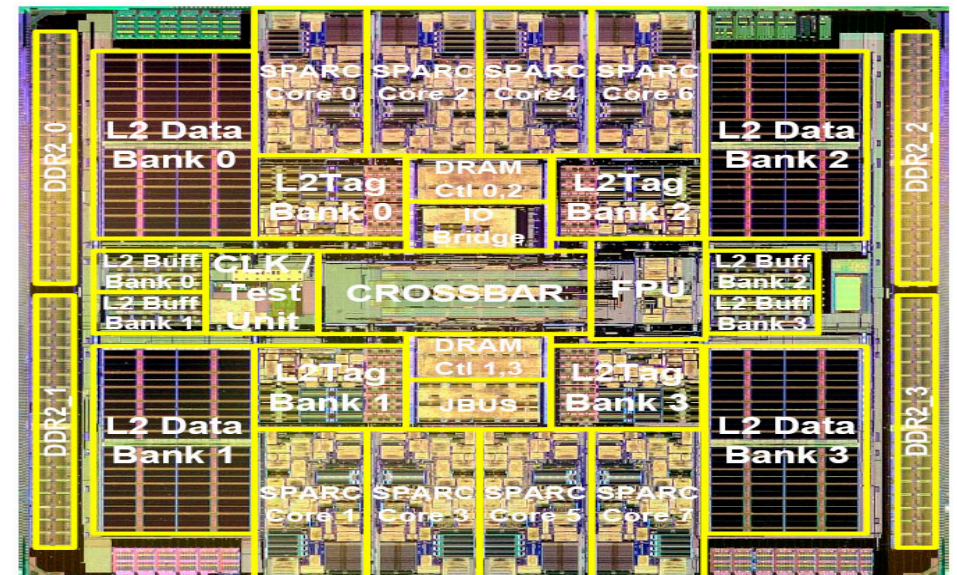 SPARC
Core 0
SPARC
Core 2
SPARC
Core4
SPARC
Core 6
DDR2_0
L2 Data
Bank 0
L2 Data
Bank 2
DDR2_2
L2Tag
Bank 0
DRAM
Ctl 0,2
IO
Bridge
L2Tag
Bank 2
L2 Buff
Bank 0
L2 Buff
Bank 1
CLK /
Test
Unit
CROSSBAR
FPU
L2 Buff
Bank 2
L2 Buff
Bank 3
DDR2_1
L2 Data
Bank 1
L2Tag
Bank 1
DRAM
Ctl 1,3
JBUS
L2Tag
Bank 3
L2 Data
Bank 3
DDR2_3
SPARC
Core 1
SPARC
Core 3
SPARC
Core 5
SPARC
Core 7